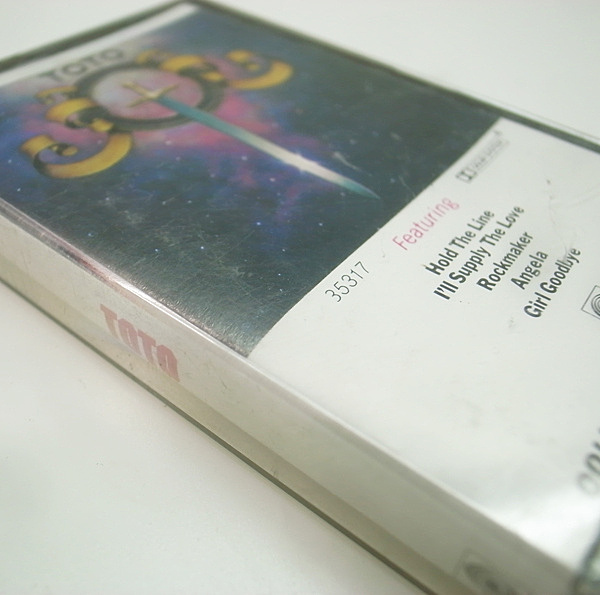 TOTO
35317
Featuring
Hold The Line
I'll Supply The Love
Rockmaker
Angela
Girl Goodbye
TOTO